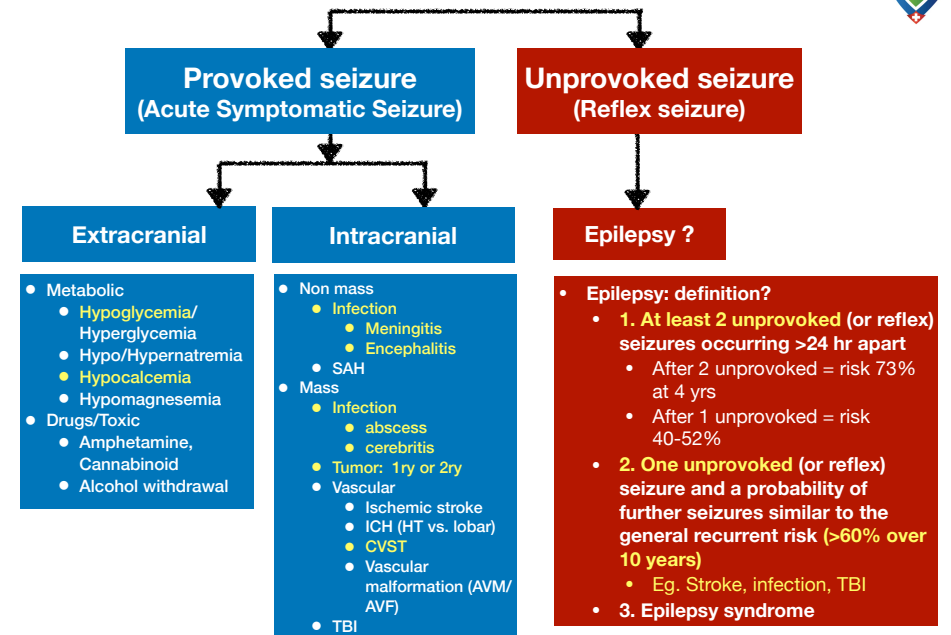 Provoked seizure
(Acute Symptomatic Seizure)
Unprovoked seizure
(Reflex seizure)
Extracranial
Intracranial
Epilepsy ?
● Metabolic
● Hypoglycemia/
Hyperglycemia
● Hypo/Hypernatremia
● Hypocalcemia
● Hypomagnesemia
● Drugs/Toxic
● Amphetamine,
Cannabinoid
● Alcohol withdrawal
● Non mass
● Infection
● Meningitis
● Encephalitis
● SAH
● Mass
● Infection
● abscess
● cerebritis
● Tumor: 1ry or 2ry
● Vascular
● Ischemic stroke
● ICH (HT vs. lobar)
● CVST
● Vascular
malformation (AVM/
AVF)
● TBI
• Epilepsy: definition?
• 1. At least 2 unprovoked (or reflex)
seizures occurring >24 hr apart
• After 2 unprovoked = risk 73%
at 4 yrs
• After 1 unprovoked = risk
40-52%
• 2. One unprovoked (or reflex)
seizure and a probability of
further seizures similar to the
general recurrent risk (>60% over
10 years)
• Eg. Stroke, infection, TBI
• 3. Epilepsy syndrome